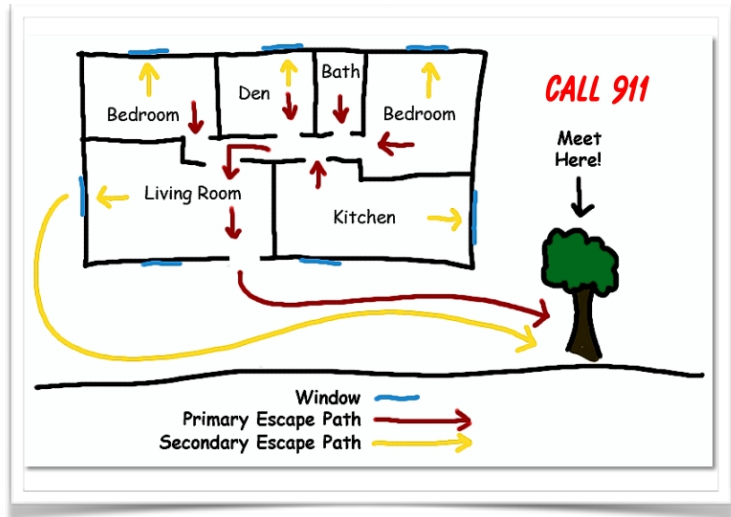 Bath
Den
Bedroom
Bedroom
CALL 911
Meet
Here!
Living Room
Kitchen
Window
Primary Escape Path
Secondary Escape Path